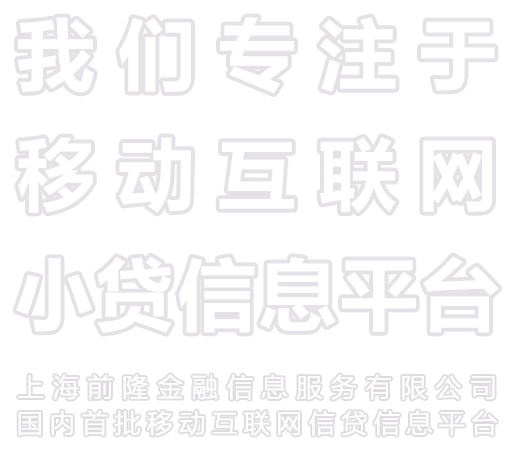 我们专注于
移动互联网
小贷信息平台
上海前隆金融信息服务有限公司
国内首批移动互联网信贷信息平台